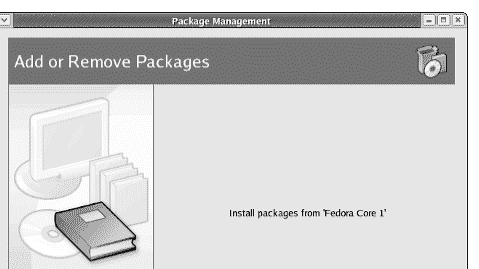 Package Management
Add or Remove Packages
Install packages from 'Fedora Core 1'